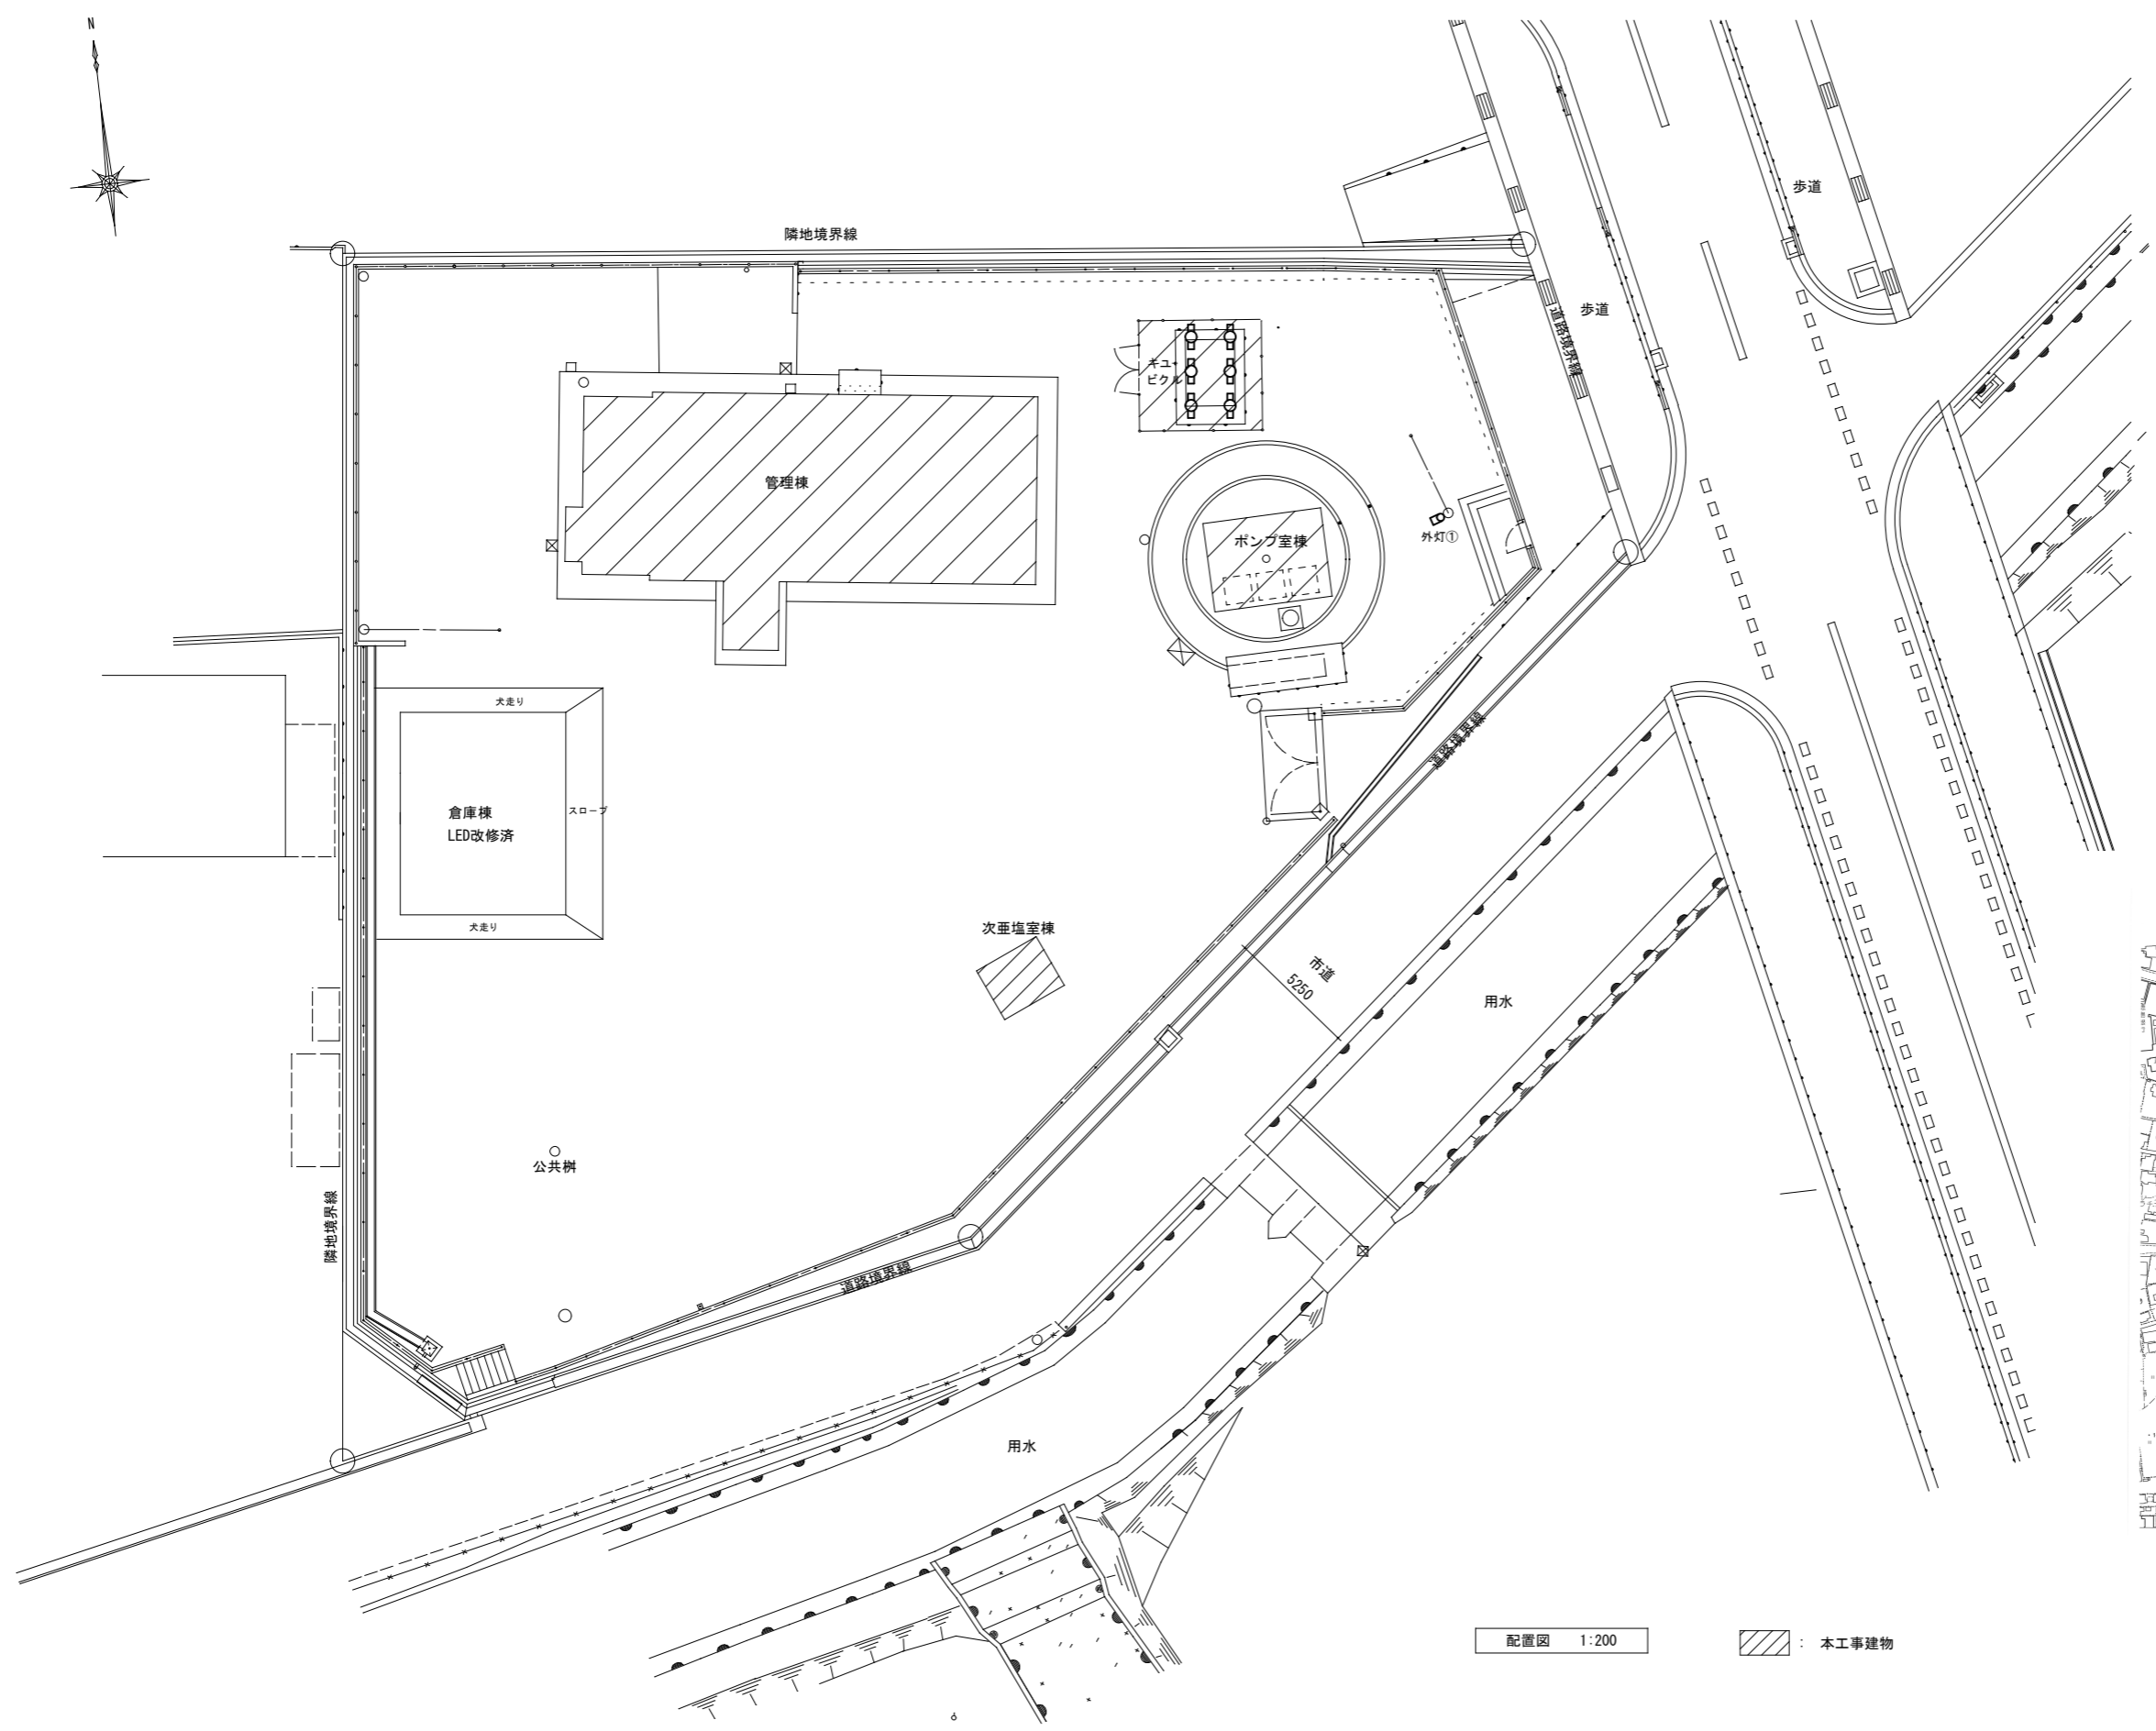 N
歩道
隣地境界線
歩道
道路境界線
キュー
ビクル
管理棟
外灯①
ポンプ室棟
犬走り
道路境界線
倉庫棟
スロープ
LED改修済
犬走り
次亜塩室棟
市道
5250
用水
公共桝
隣地境界線
道路境界線
用水
配置図 1:200
: 本工事建物